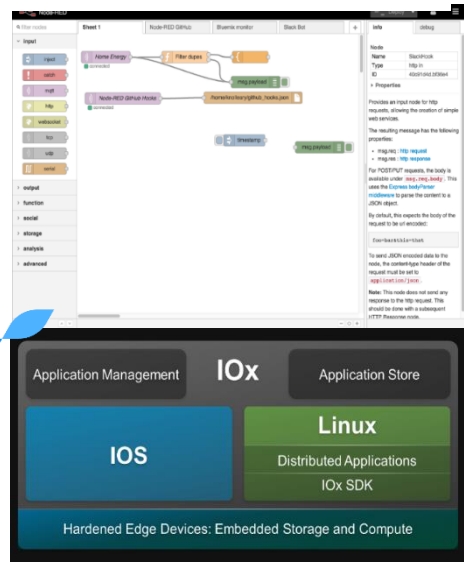 Node-RED
filter nodes
Sheet 1
Node-RED GitHub
Bluemix monitor
Slack Bot
+
info
debug
input
input
catch
mqtt
http
websocket
tcp
udp
serial
output
function
social
storage
analysis
advanced
Home Energy
connected
Filter dupes
msg.payload
Node-RED GitHub Hooks
connected
/home/knolleary/github_hooks.json
timestamp
msg.payload
Node
Name SlackHook
Type http in
ID
Properties
Provides an input node for http
requests, allowing the creation of simple
web services.
The resulting message has the following
properties:
msg.req : http request
msg.res : http response
For POST/PUT requests, the body is
available under msg.req.body. This
uses the Express bodyParser
middleware to parse the content to a
JSON object.
By default, this expects the body of the
request to be url encoded:
foo=bar&this=that
To send JSON encoded data to the
node, the content-type header of the
request must be set to
application/json.
Note: This node does not send any
response to the http request. This
should be done with a subsequent
HTTP Response node.
Application Management
IOx
Application Store
IOS
Linux
Distributed Applications
IOx SDK
Hardened Edge Devices: Embedded Storage and Compute